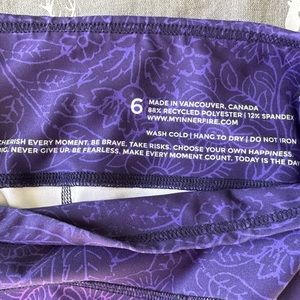 6
MADE IN VANCOUVER, CANADA
88% RECYCLED POLYESTER | 12% SPANDEX
WWW.MYINNERFIRE.COM
WASH COLD | HANG TO DRY | DO NOT IRON
CHERISH EVERY MOMENT. BE BRAVE. TAKE RISKS. CHOOSE YOUR OWN HAPPINESS.
NEVER GIVE UP. BE FEARLESS. MAKE EVERY MOMENT COUNT. TODAY IS THE DAY